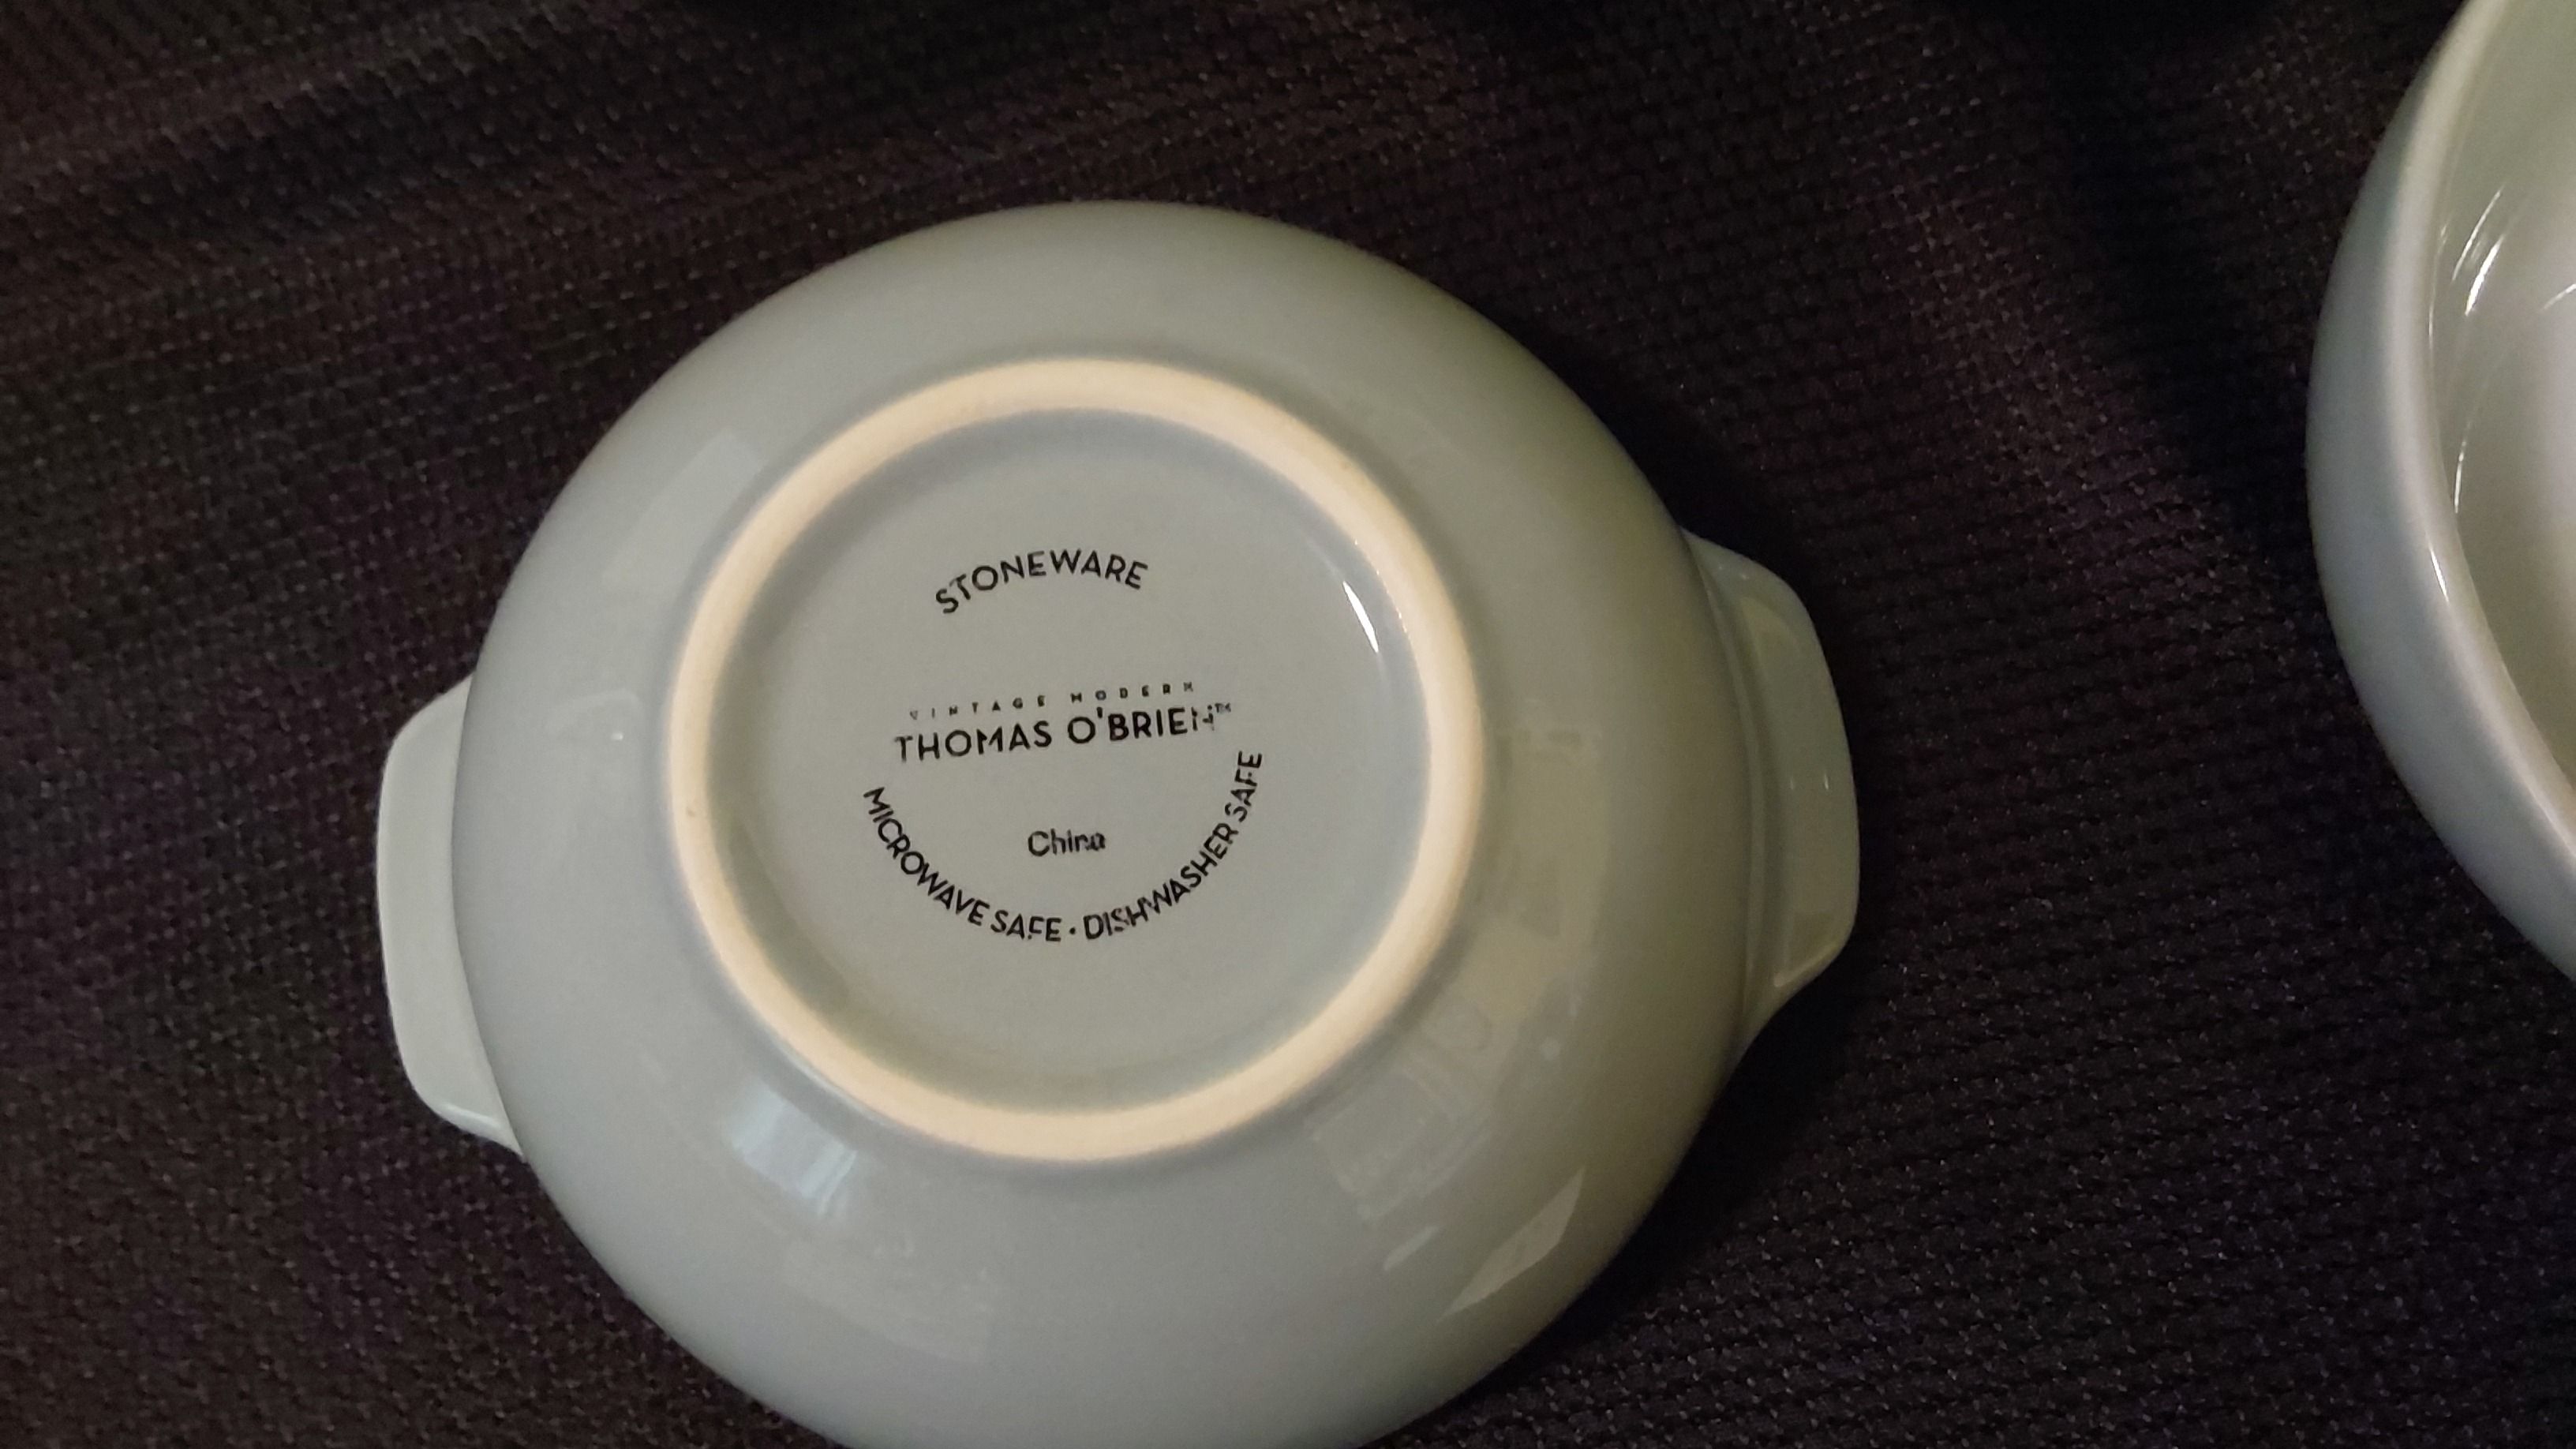 STONEWARE
VINTAGE MODERN
THOMAS O'BRIEN™
China
MICROWAVE SAFE · DISHWASHER SAFE